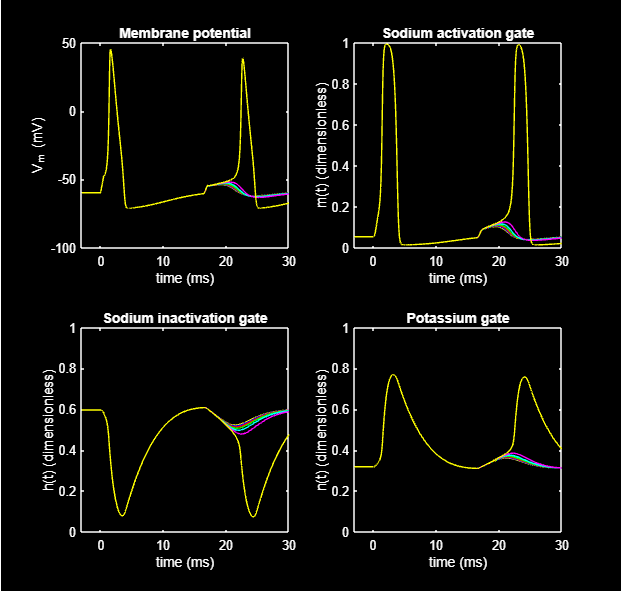 Membrane potential
50
0
-50
-100
Vm (mV)
0 10 20 30
time (ms)
Sodium activation gate
1
0.8
0.6
0.4
0.2
0
m(t) (dimensionless)
0 10 20 30
time (ms)
Sodium inactivation gate
1
0.8
0.6
0.4
0.2
0
h(t) (dimensionless)
0 10 20 30
time (ms)
Potassium gate
1
0.8
0.6
0.4
0.2
0
n(t) (dimensionless)
0 10 20 30
time (ms)